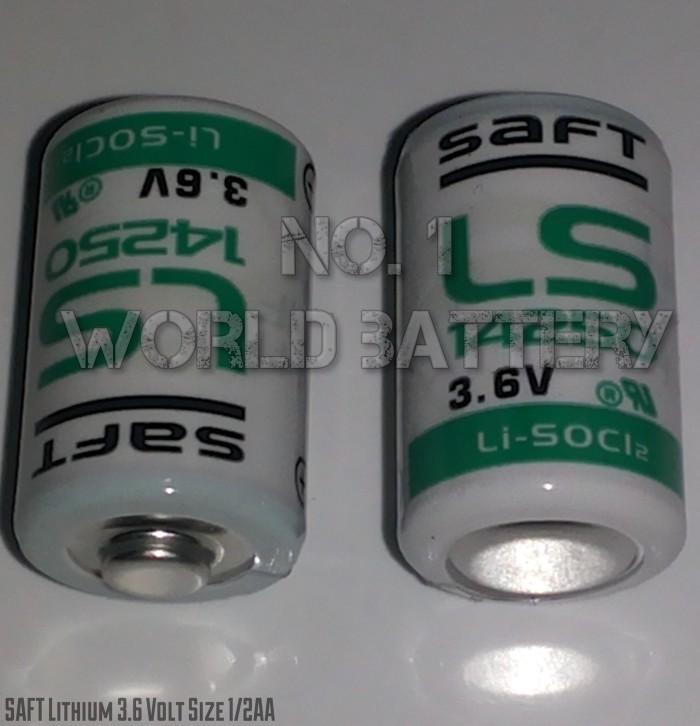 Li-SOCl₂
3.6V
LS
14250
saft
saft
LS
14250
3.6V
Li-SOCl₂
NO. 1
WORLD BATTERY
SAFT Lithium 3.6 Volt Size 1/2AA